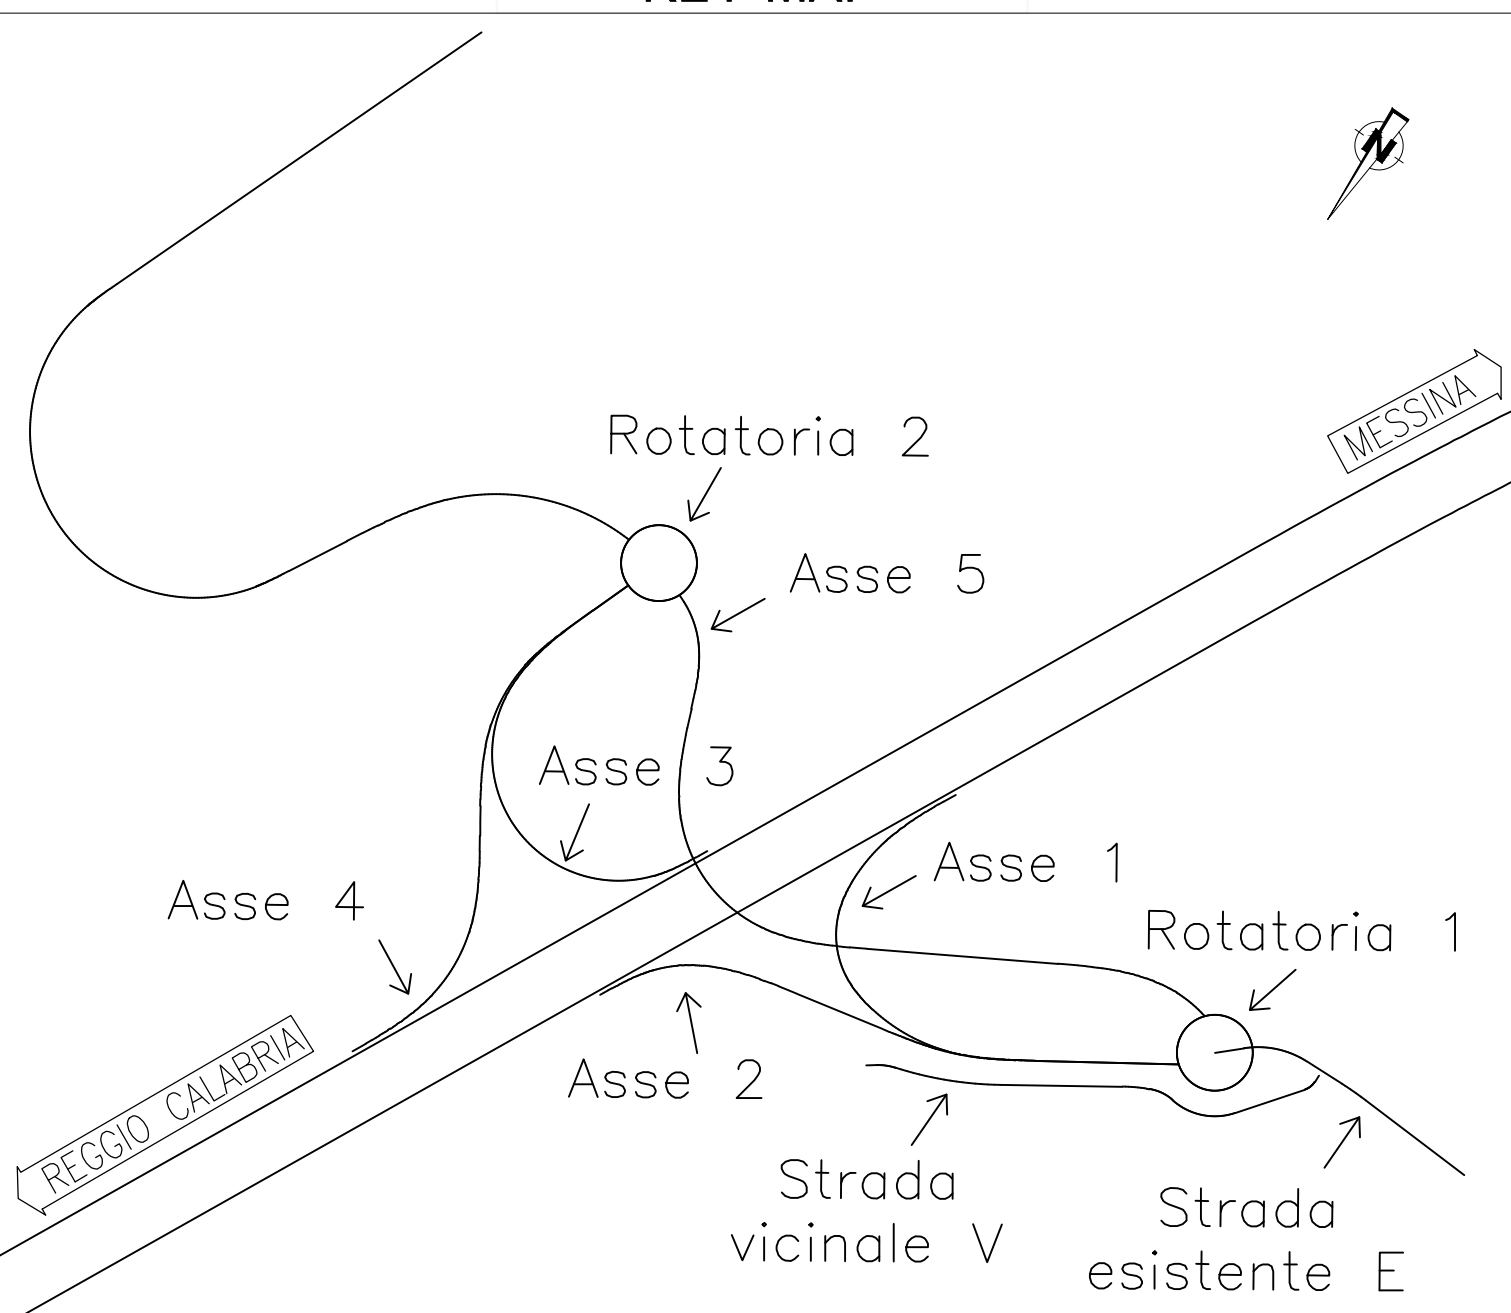 N
MESSINA
Rotatoria 2
Asse 5
Asse 3
Asse 1
Asse 4
Rotatoria 1
REGGIO CALABRIA
Asse 2
Strada
vicinale V
Strada
esistente E